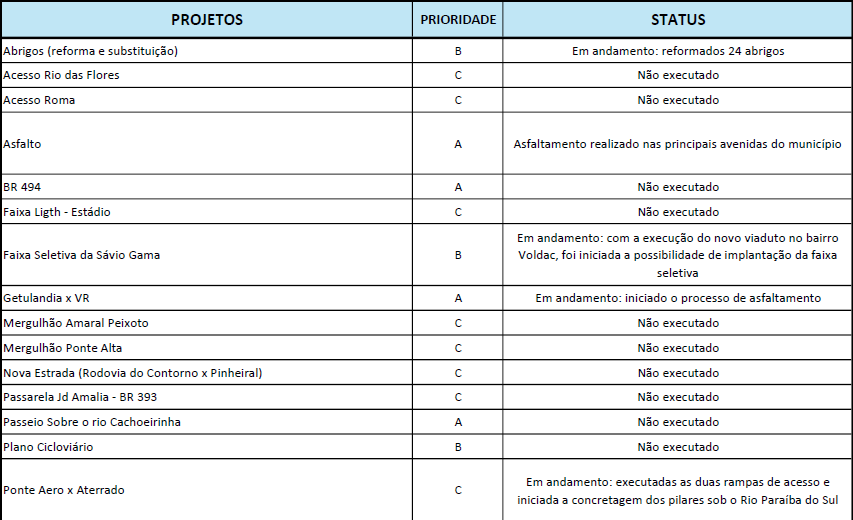 PROJETOS PRIORIDADE STATUS
Abrigos (reforma e substituição) B Em andamento: reformados 24 abrigos
Acesso Rio das Flores C Não executado
Acesso Roma C Não executado
Asfalto A Asfaltamento realizado nas principais avenidas do município
BR 494 A Não executado
Faixa Ligth - Estádio C Não executado
Faixa Seletiva da Sávio Gama B Em andamento: com a execução do novo viaduto no bairro
Voldac, foi iniciada a possibilidade de implantação da faixa
seletiva
Getulandia x VR A Em andamento: iniciado o processo de asfaltamento
Mergulhão Amaral Peixoto C Não executado
Mergulhão Ponte Alta C Não executado
Nova Estrada (Rodovia do Contorno x Pinheiral) C Não executado
Passarela Jd Amalia - BR 393 C Não executado
Passeio Sobre o rio Cachoeirinha A Não executado
Plano Cicloviário B Não executado
Ponte Aero x Aterrado C Em andamento: executadas as duas rampas de acesso e
iniciada a concretagem dos pilares sob o Rio Paraíba do Sul